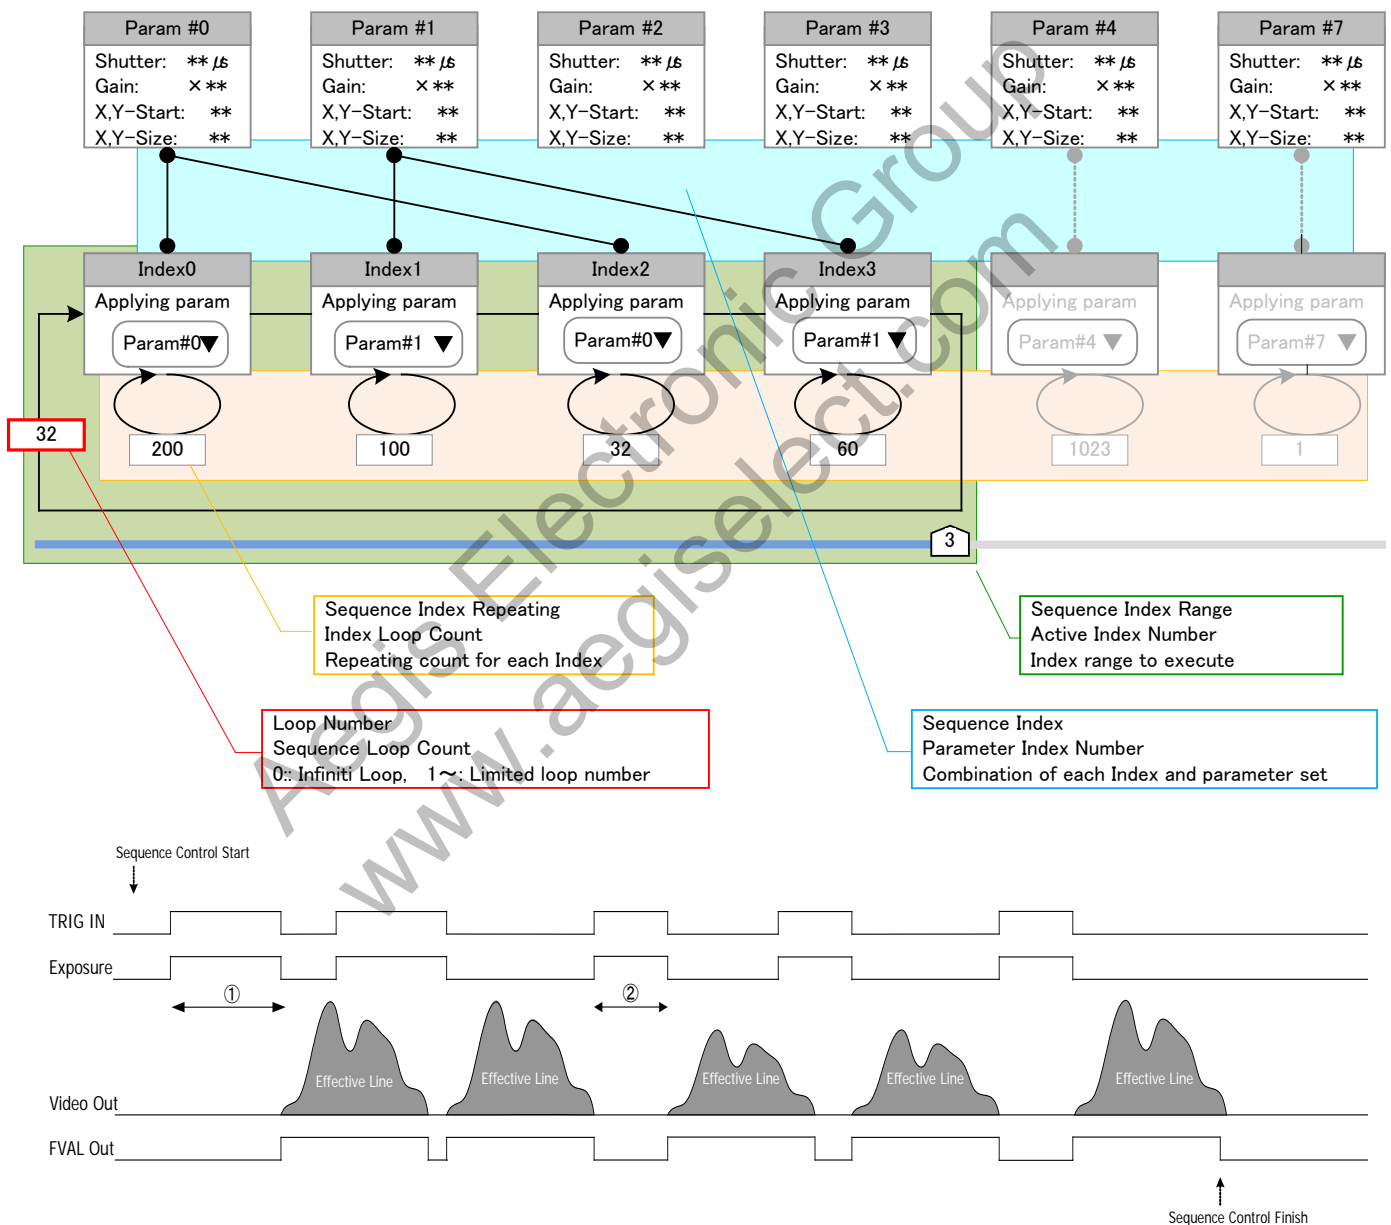 Param #0
Shutter: ** μs
Gain: ×**
X,Y-Start: **
X,Y-Size: **
Param #1
Shutter: ** μs
Gain: ×**
X,Y-Start: **
X,Y-Size: **
Param #2
Shutter: ** μs
Gain: ×**
X,Y-Start: **
X,Y-Size: **
Param #3
Shutter: ** μs
Gain: ×**
X,Y-Start: **
X,Y-Size: **
Param #4
Shutter: ** μs
Gain: ×**
X,Y-Start: **
X,Y-Size: **
Param #7
Shutter: ** μs
Gain: ×**
X,Y-Start: **
X,Y-Size: **
Index0
Applying param
Param#0▼
Index1
Applying param
Param#1 ▼
Index2
Applying param
Param#0▼
Index3
Applying param
Param#1 ▼
Applying param
Param#4 ▼
Applying param
Param#7 ▼
32
200
100
32
60
1023
1
3
Sequence Index Repeating
Index Loop Count
Repeating count for each Index
Sequence Index Range
Active Index Number
Index range to execute
Loop Number
Sequence Loop Count
0:: Infiniti Loop, 1～: Limited loop number
Sequence Index
Parameter Index Number
Combination of each Index and parameter set
Aegis Electronic Group
www.aegiselect.com
Sequence Control Start
TRIG IN
Exposure
① ②
Effective Line
Effective Line
Effective Line
Effective Line
Effective Line
Video Out
FVAL Out
Sequence Control Finish